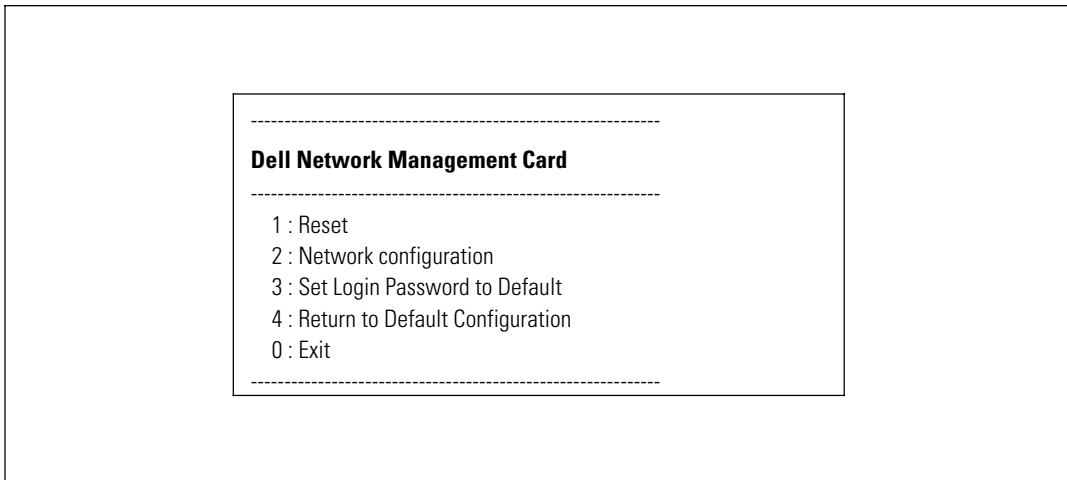 -------------------------------------------------------------
Dell Network Management Card
-------------------------------------------------------------
1 : Reset
2 : Network configuration
3 : Set Login Password to Default
4 : Return to Default Configuration
0 : Exit
-------------------------------------------------------------